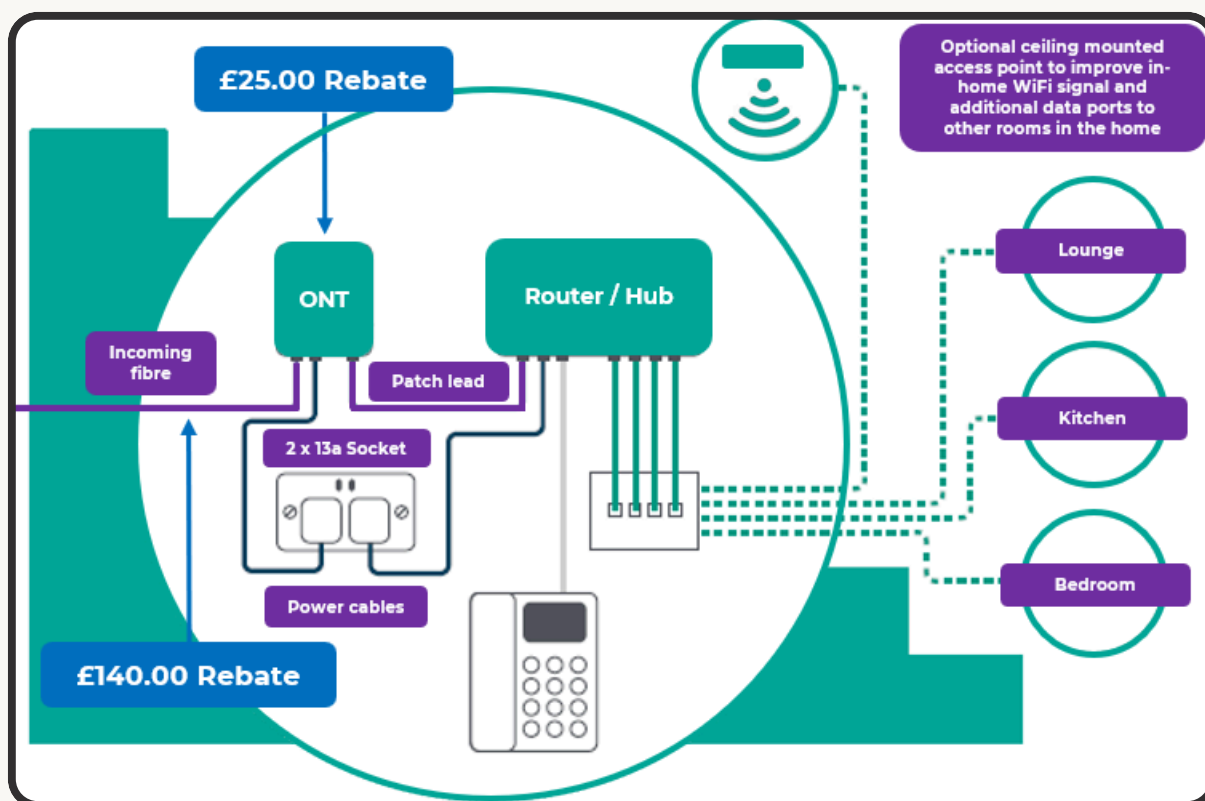 £25.00 Rebate
Optional ceiling mounted
access point to improve in-
home WiFi signal and
additional data ports to
other rooms in the home
ONT
Router / Hub
Lounge
Incoming
fibre
Patch lead
Kitchen
2 x 13a Socket
Power cables
Bedroom
£140.00 Rebate